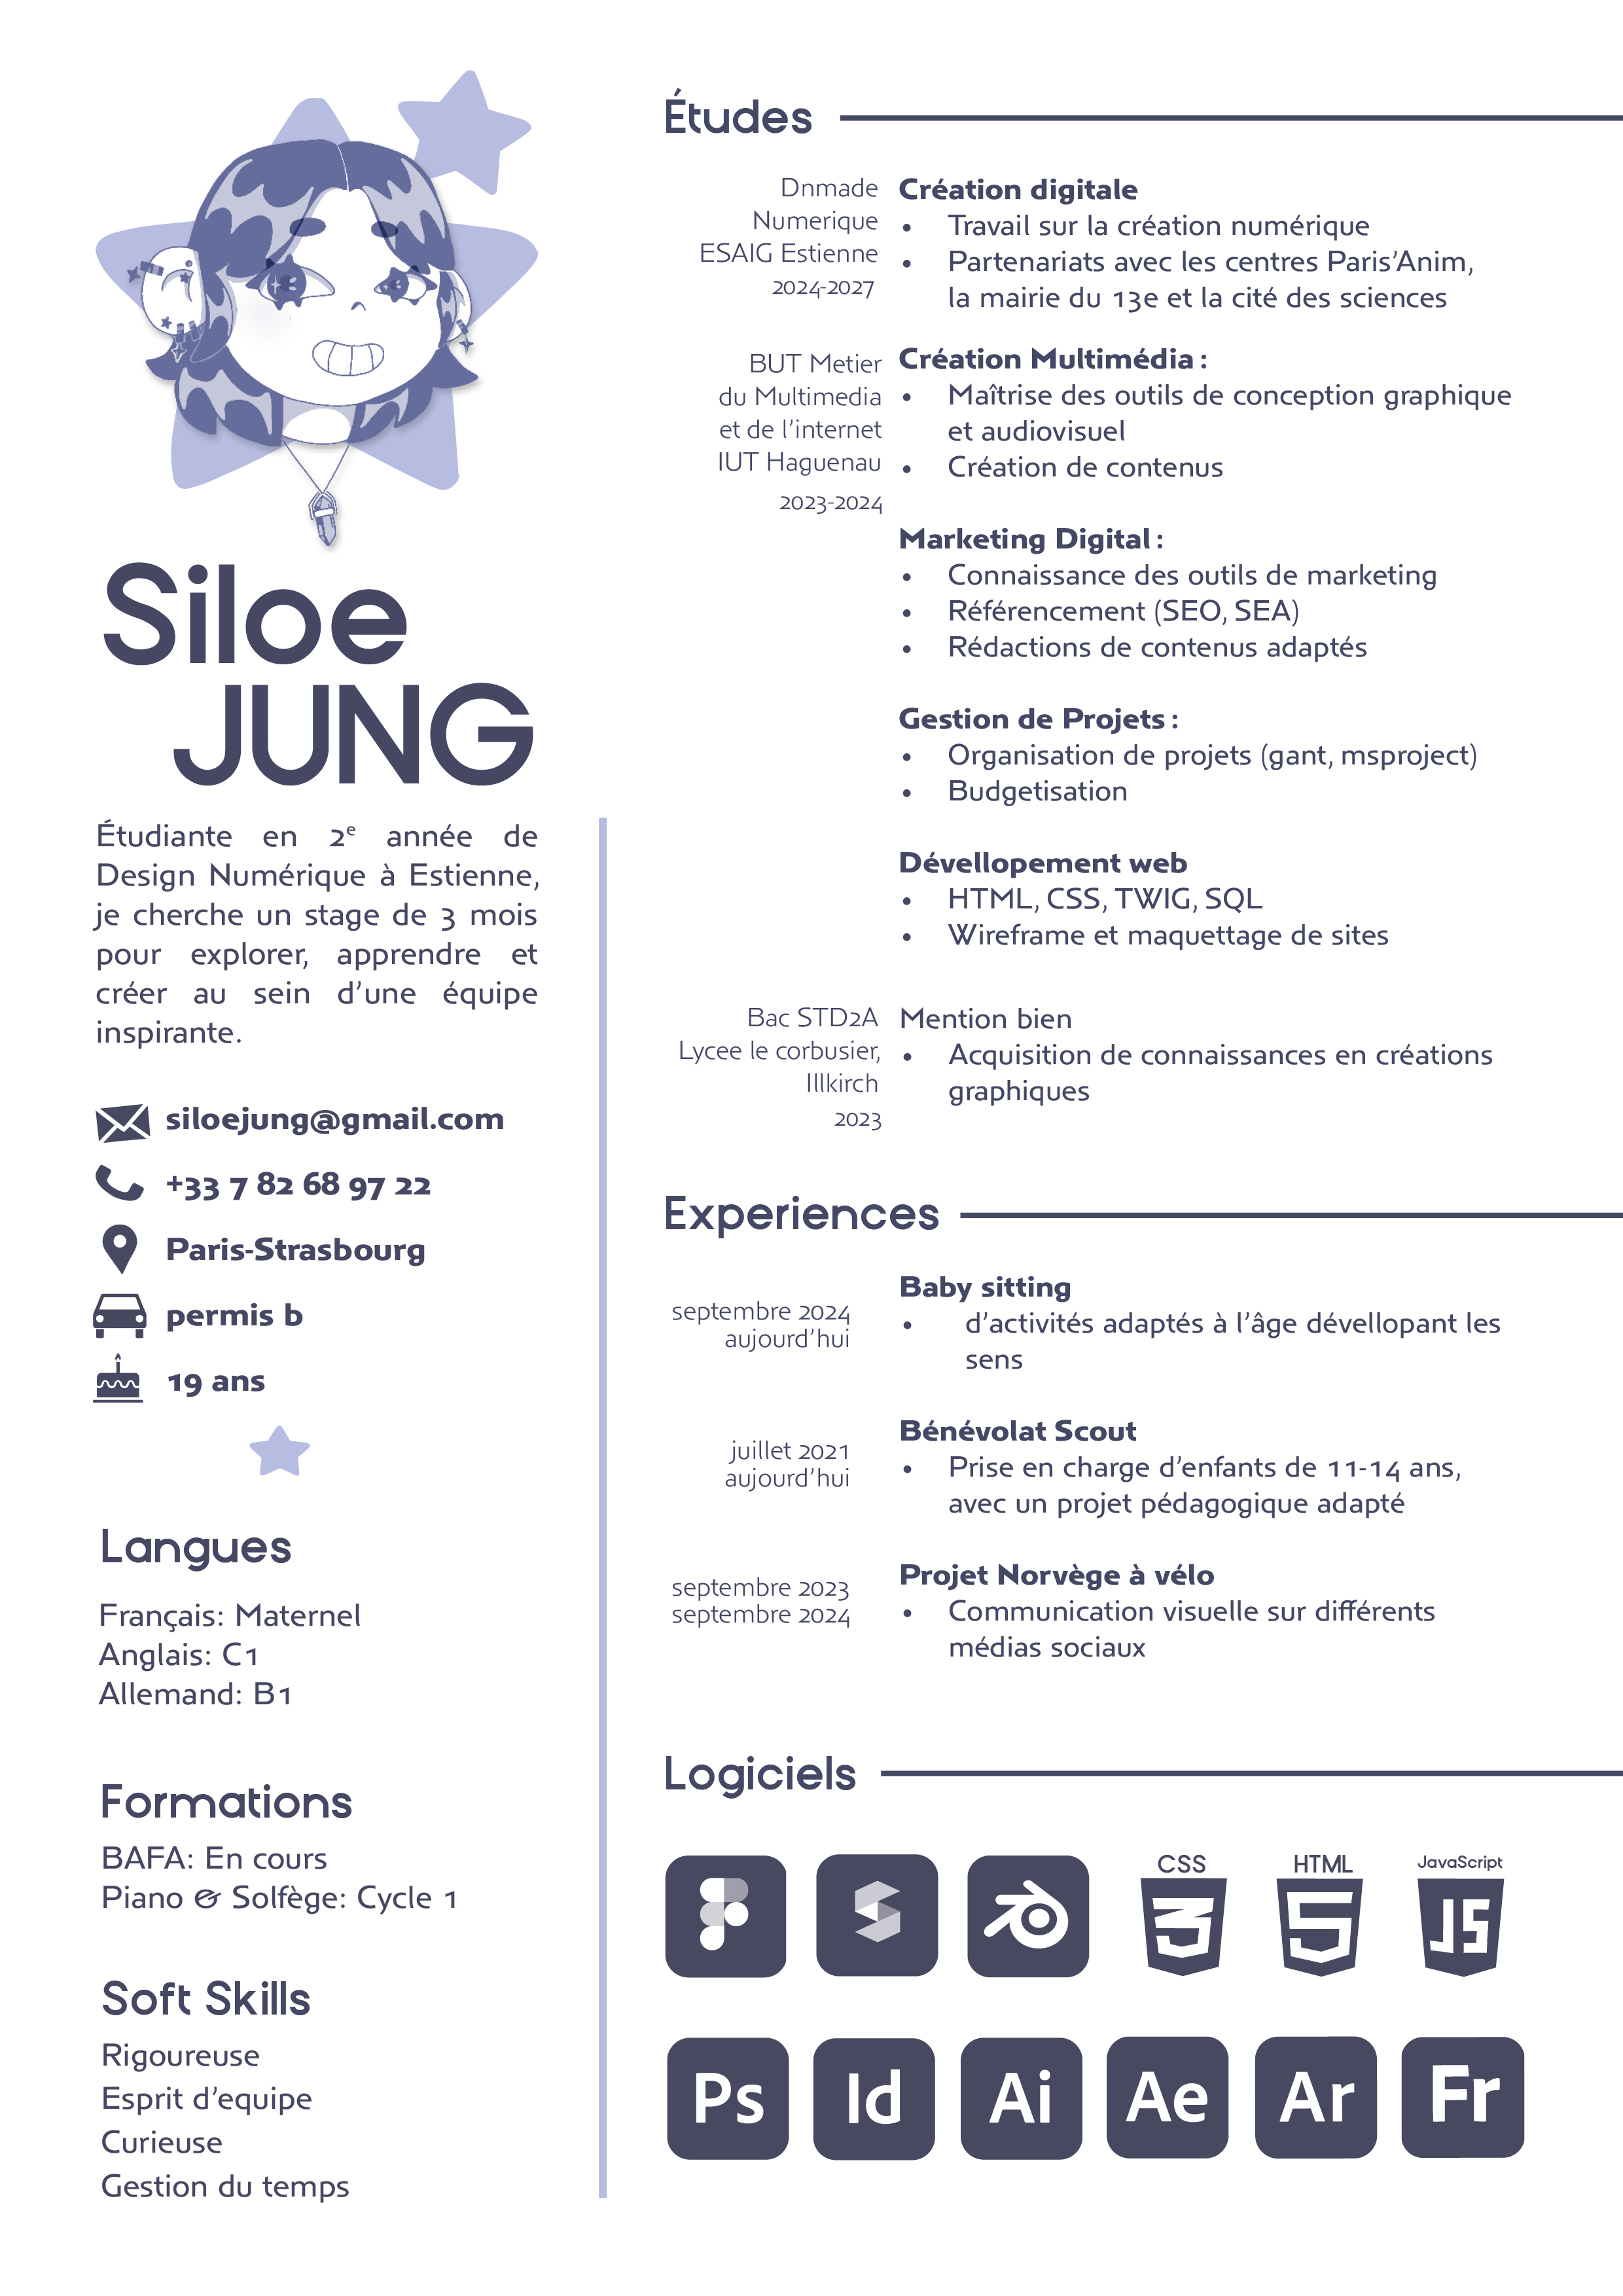 Siloe
JUNG
Étudiante en 2e année de
Design Numérique à Estienne,
je cherche un stage de 3 mois
pour explorer, apprendre et
créer au sein d'une équipe
inspirante.
siloejung@gmail.com
+33 7 82 68 97 22
Paris-Strasbourg
permis b
19 ans
Langues
Français: Maternel
Anglais: C1
Allemand: B1
Formations
BAFA: En cours
Piano & Solfège: Cycle 1
Soft Skills
Rigoureuse
Esprit d'equipe
Curieuse
Gestion du temps
Études
Dnmade
Numerique
ESAIG Estienne
2024-2027
Création digitale
• Travail sur la création numérique
• Partenariats avec les centres Paris'Anim,
la mairie du 13e et la cité des sciences
BUT Metier
du Multimedia
et de l'internet
IUT Haguenau
2023-2024
Création Multimédia :
• Maîtrise des outils de conception graphique
et audiovisuel
• Création de contenus
Marketing Digital :
• Connaissance des outils de marketing
• Référencement (SEO, SEA)
• Rédactions de contenus adaptés
Gestion de Projets :
• Organisation de projets (gant, msproject)
• Budgetisation
Dévellopement web
• HTML, CSS, TWIG, SQL
• Wireframe et maquettage de sites
Bac STD2A
Lycee le corbusier,
Illkirch
2023
Mention bien
• Acquisition de connaissances en créations
graphiques
Experiences
septembre 2024
aujourd'hui
Baby sitting
• d'activités adaptés à l'âge dévellopant les
sens
juillet 2021
aujourd'hui
Bénévolat Scout
• Prise en charge d'enfants de 11-14 ans,
avec un projet pédagogique adapté
septembre 2023
septembre 2024
Projet Norvège à vélo
• Communication visuelle sur différents
médias sociaux
Logiciels
CSS HTML JavaScript
3 5 JS
Ps Id Ai Ae Ar Fr